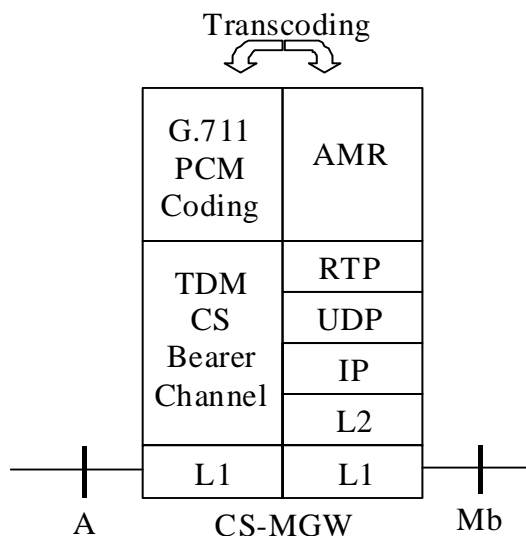 Transcoding
G.711
PCM
Coding
AMR
TDM
CS
Bearer
Channel
RTP
UDP
IP
L2
L1
L1
A
CS-MGW
Mb